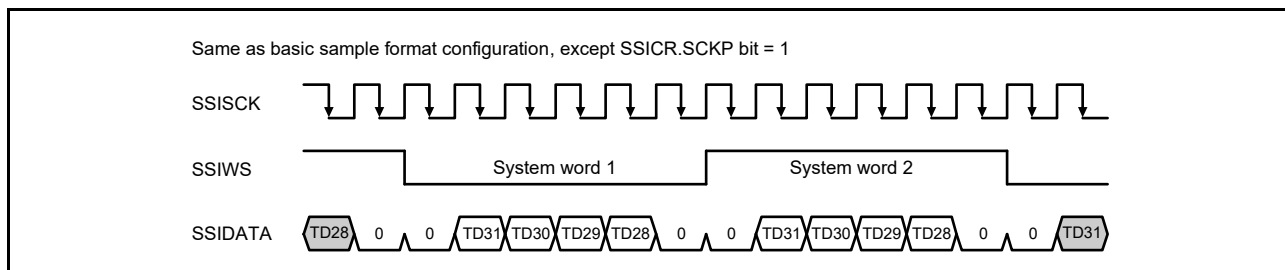 Same as basic sample format configuration, except SSICR.SCKP bit = 1
SSISCK
SSIWS System word 1 System word 2
SSIDATA TD28 0 0 TD31 TD30 TD29 TD28 0 0 TD31 TD30 TD29 TD28 0 0 TD31